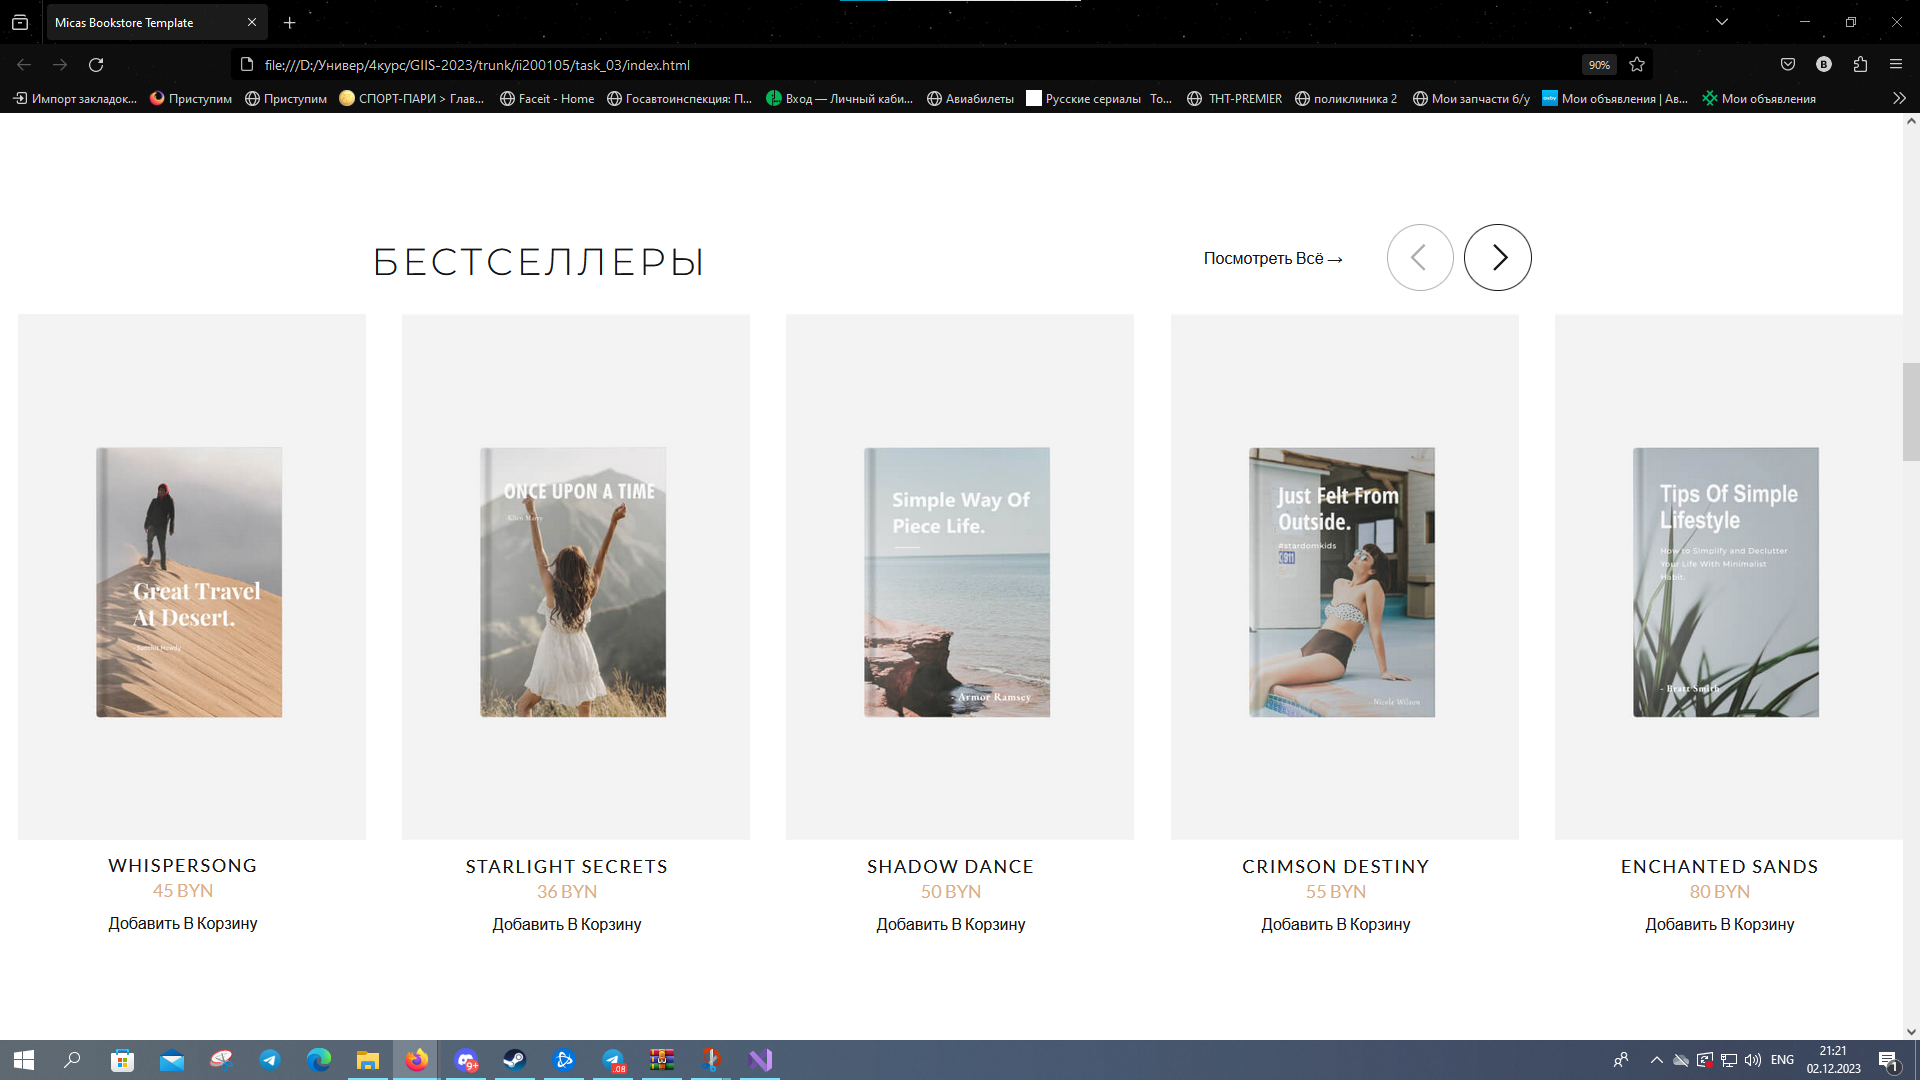 Micas Bookstore Template
file:///D:/Универ/4курс/GIIS-2023/trunk/ii200105/task_03/index.html
90%
B
Импорт закладок...
Приступим
Приступим
СПОРТ-ПАРИ > Глав...
Faceit - Home
Госавтоинспекция: П...
Вход — Личный каби...
Авиабилеты
Русские сериалы То...
ТНТ-PREMIER
поликлиника 2
Мои запчасти б/у
Мои объявления | Ав...
Мои объявления
БЕСТСЕЛЛЕРЫ
Посмотреть Всё →
Great Travel
At Desert.
ONCE UPON A TIME
Simple Way Of
Piece Life.
- Armor Ramsey
Just Felt From
Outside.
#stardomkids
- Nicole Wilson
Tips Of Simple
Lifestyle
How to Simplify and Declutter
Your Life With Minimalist
Habit.
- Bratt Smith
WHISPERSONG
45 BYN
Добавить В Корзину
STARLIGHT SECRETS
36 BYN
Добавить В Корзину
SHADOW DANCE
50 BYN
Добавить В Корзину
CRIMSON DESTINY
55 BYN
Добавить В Корзину
ENCHANTED SANDS
80 BYN
Добавить В Корзину
9+
.08
ENG
21:21
02.12.2023
1